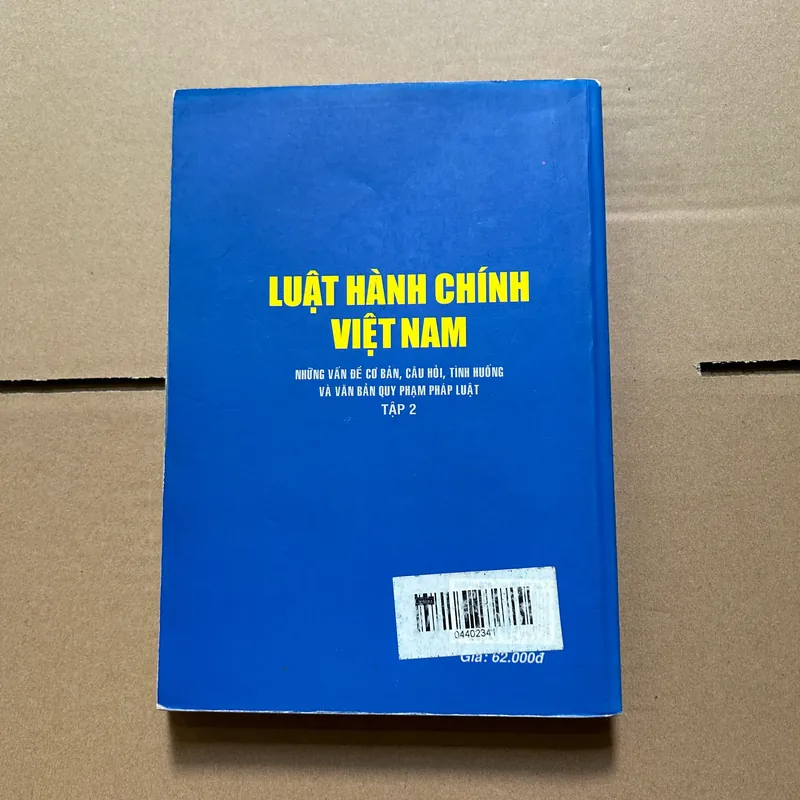 LUẬT HÀNH CHÍNH
VIỆT NAM
NHỮNG VẤN ĐỀ CƠ BẢN, CÂU HỎI, TÌNH HUỐNG
VÀ VĂN BẢN QUY PHẠM PHÁP LUẬT
TẬP 2
04402341
Giá: 62.000đ